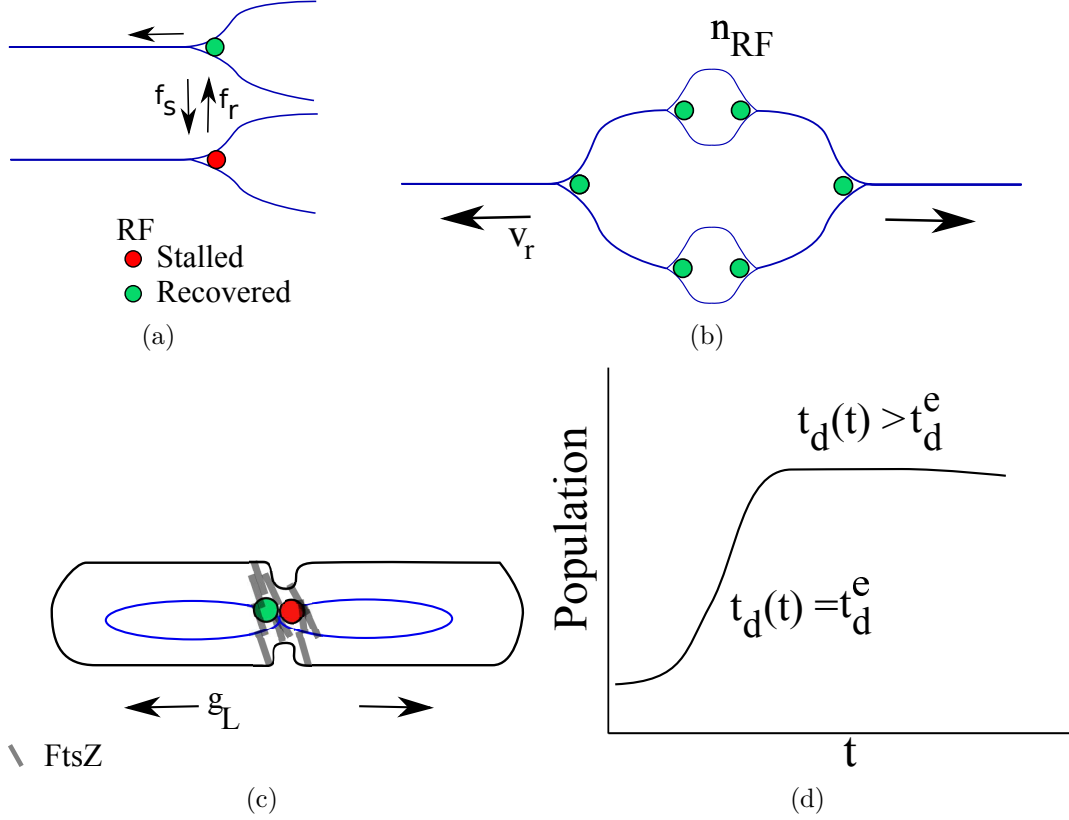 f_s f_r
RF
Stalled
Recovered
(a)
n_RF
v_r
(b)
g_L
FtsZ
(c)
Population
t_d(t) > t_d^e
t_d(t) = t_d^e
t
(d)